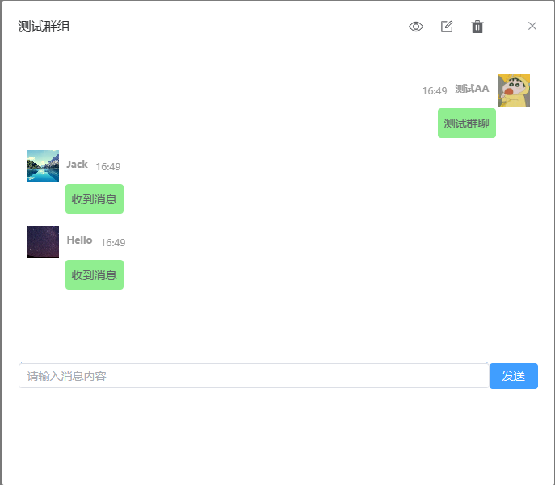 测试群组
16:49 测试AA
测试群聊
Jack 16:49
收到消息
Hello 16:49
收到消息
请输入消息内容 发送